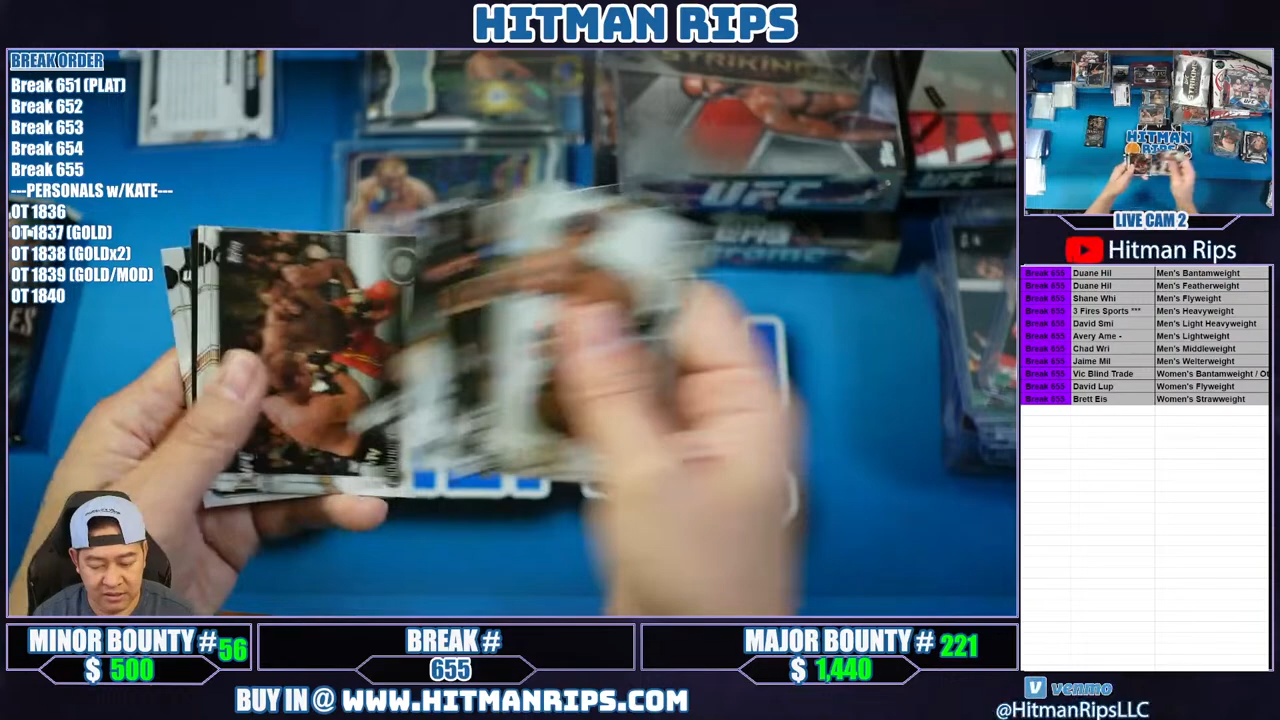 HITMAN RIPS
BREAK ORDER
Break 651 (PLAT)
Break 652
Break 653
Break 654
Break 655
---PERSONALS w/KATE---
OT 1836
OT 1837 (GOLD)
OT 1838 (GOLDx2)
OT 1839 (GOLD/MOD)
OT 1840
STRIKING
UFC
LIVE CAM 2
Hitman Rips
Break 655 Duane Hil Men's Bantamweight
Break 655 Duane Hil Men's Featherweight
Break 655 Shane Whi Men's Flyweight
Break 655 3 Fires Sports *** Men's Heavyweight
Break 655 David Smi Men's Light Heavyweight
Break 655 Avery Ame - Men's Lightweight
Break 655 Chad Wri Men's Middleweight
Break 655 Jaime Mil Men's Welterweight
Break 655 Vic Blind Trade Women's Bantamweight / Ot
Break 655 David Lup Women's Flyweight
Break 655 Brett Eis Women's Strawweight
MINOR BOUNTY # 56
$ 500
BREAK #
655
MAJOR BOUNTY # 221
$ 1,440
BUY IN @ WWW.HITMANRIPS.COM
V venmo
@HitmanRipsLLC